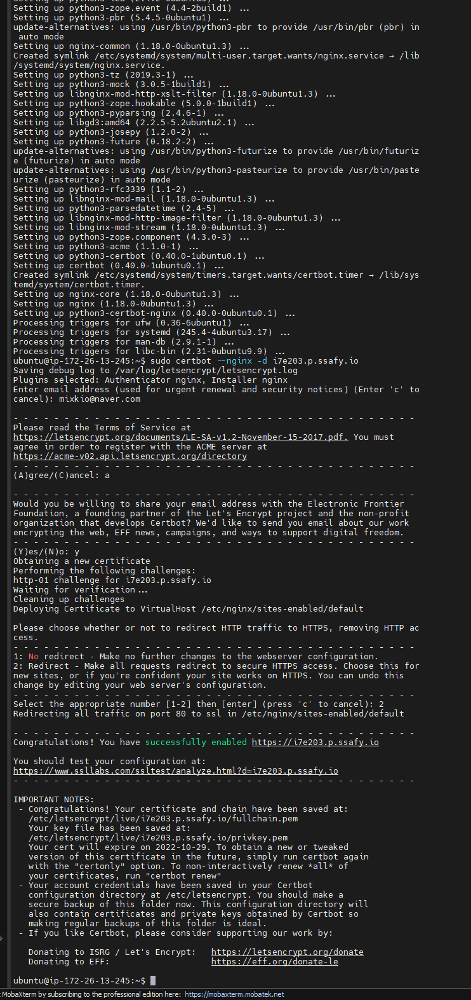 Setting up python3-zope.event (4.4-2build1) ...
Setting up python3-pbr (5.4.5-0ubuntu1) ...
update-alternatives: using /usr/bin/python3-pbr to provide /usr/bin/pbr (pbr) in
 auto mode
Setting up nginx-common (1.18.0-0ubuntu1.3) ...
Created symlink /etc/systemd/system/multi-user.target.wants/nginx.service → /lib
/systemd/system/nginx.service.
Setting up python3-tz (2019.3-1) ...
Setting up python3-mock (3.0.5-1build1) ...
Setting up libnginx-mod-http-xslt-filter (1.18.0-0ubuntu1.3) ...
Setting up python3-zope.hookable (5.0.0-1build1) ...
Setting up python3-pyparsing (2.4.6-1) ...
Setting up libgd3:amd64 (2.2.5-5.2ubuntu2.1) ...
Setting up python3-josepy (1.2.0-2) ...
Setting up python3-future (0.18.2-2) ...
update-alternatives: using /usr/bin/python3-futurize to provide /usr/bin/futuriz
e (futurize) in auto mode
update-alternatives: using /usr/bin/python3-pasteurize to provide /usr/bin/paste
urize (pasteurize) in auto mode
Setting up python3-rfc3339 (1.1-2) ...
Setting up libnginx-mod-mail (1.18.0-0ubuntu1.3) ...
Setting up python3-parsedatetime (2.4-5) ...
Setting up libnginx-mod-http-image-filter (1.18.0-0ubuntu1.3) ...
Setting up libnginx-mod-stream (1.18.0-0ubuntu1.3) ...
Setting up python3-zope.component (4.3.0-3) ...
Setting up python3-acme (1.1.0-1) ...
Setting up python3-certbot (0.40.0-1ubuntu0.1) ...
Setting up certbot (0.40.0-1ubuntu0.1) ...
Created symlink /etc/systemd/system/timers.target.wants/certbot.timer → /lib/sys
temd/system/certbot.timer.
Setting up nginx-core (1.18.0-0ubuntu1.3) ...
Setting up nginx (1.18.0-0ubuntu1.3) ...
Setting up python3-certbot-nginx (0.40.0-0ubuntu0.1) ...
Processing triggers for ufw (0.36-6ubuntu1) ...
Processing triggers for systemd (245.4-4ubuntu3.17) ...
Processing triggers for man-db (2.9.1-1) ...
Processing triggers for libc-bin (2.31-0ubuntu9.9) ...
ubuntu@ip-172-26-13-245:~$ sudo certbot --nginx -d i7e203.p.ssafy.io
Saving debug log to /var/log/letsencrypt/letsencrypt.log
Plugins selected: Authenticator nginx, Installer nginx
Enter email address (used for urgent renewal and security notices) (Enter 'c' to
cancel): mixkio@naver.com

- - - - - - - - - - - - - - - - - - - - - - - - - - - - - - - - - - - - - - - -
Please read the Terms of Service at
https://letsencrypt.org/documents/LE-SA-v1.2-November-15-2017.pdf. You must
agree in order to register with the ACME server at
https://acme-v02.api.letsencrypt.org/directory
- - - - - - - - - - - - - - - - - - - - - - - - - - - - - - - - - - - - - - - -
(A)gree/(C)ancel: a

- - - - - - - - - - - - - - - - - - - - - - - - - - - - - - - - - - - - - - - -
Would you be willing to share your email address with the Electronic Frontier
Foundation, a founding partner of the Let's Encrypt project and the non-profit
organization that develops Certbot? We'd like to send you email about our work
encrypting the web, EFF news, campaigns, and ways to support digital freedom.
- - - - - - - - - - - - - - - - - - - - - - - - - - - - - - - - - - - - - - - -
(Y)es/(N)o: y
Obtaining a new certificate
Performing the following challenges:
http-01 challenge for i7e203.p.ssafy.io
Waiting for verification...
Cleaning up challenges
Deploying Certificate to VirtualHost /etc/nginx/sites-enabled/default

Please choose whether or not to redirect HTTP traffic to HTTPS, removing HTTP ac
cess.
- - - - - - - - - - - - - - - - - - - - - - - - - - - - - - - - - - - - - - - -
1: No redirect - Make no further changes to the webserver configuration.
2: Redirect - Make all requests redirect to secure HTTPS access. Choose this for
new sites, or if you're confident your site works on HTTPS. You can undo this
change by editing your web server's configuration.
- - - - - - - - - - - - - - - - - - - - - - - - - - - - - - - - - - - - - - - -
Select the appropriate number [1-2] then [enter] (press 'c' to cancel): 2
Redirecting all traffic on port 80 to ssl in /etc/nginx/sites-enabled/default

- - - - - - - - - - - - - - - - - - - - - - - - - - - - - - - - - - - - - - - -
Congratulations! You have successfully enabled https://i7e203.p.ssafy.io

You should test your configuration at:
https://www.ssllabs.com/ssltest/analyze.html?d=i7e203.p.ssafy.io
- - - - - - - - - - - - - - - - - - - - - - - - - - - - - - - - - - - - - - - -

IMPORTANT NOTES:
 - Congratulations! Your certificate and chain have been saved at:
   /etc/letsencrypt/live/i7e203.p.ssafy.io/fullchain.pem
   Your key file has been saved at:
   /etc/letsencrypt/live/i7e203.p.ssafy.io/privkey.pem
   Your cert will expire on 2022-10-29. To obtain a new or tweaked
   version of this certificate in the future, simply run certbot again
   with the "certonly" option. To non-interactively renew *all* of
   your certificates, run "certbot renew"
 - Your account credentials have been saved in your Certbot
   configuration directory at /etc/letsencrypt. You should make a
   secure backup of this folder now. This configuration directory will
   also contain certificates and private keys obtained by Certbot so
   making regular backups of this folder is ideal.
 - If you like Certbot, please consider supporting our work by:

   Donating to ISRG / Let's Encrypt:   https://letsencrypt.org/donate
   Donating to EFF:                    https://eff.org/donate-le

ubuntu@ip-172-26-13-245:~$
MobaXterm by subscribing to the professional edition here: https://mobaxterm.mobatek.net